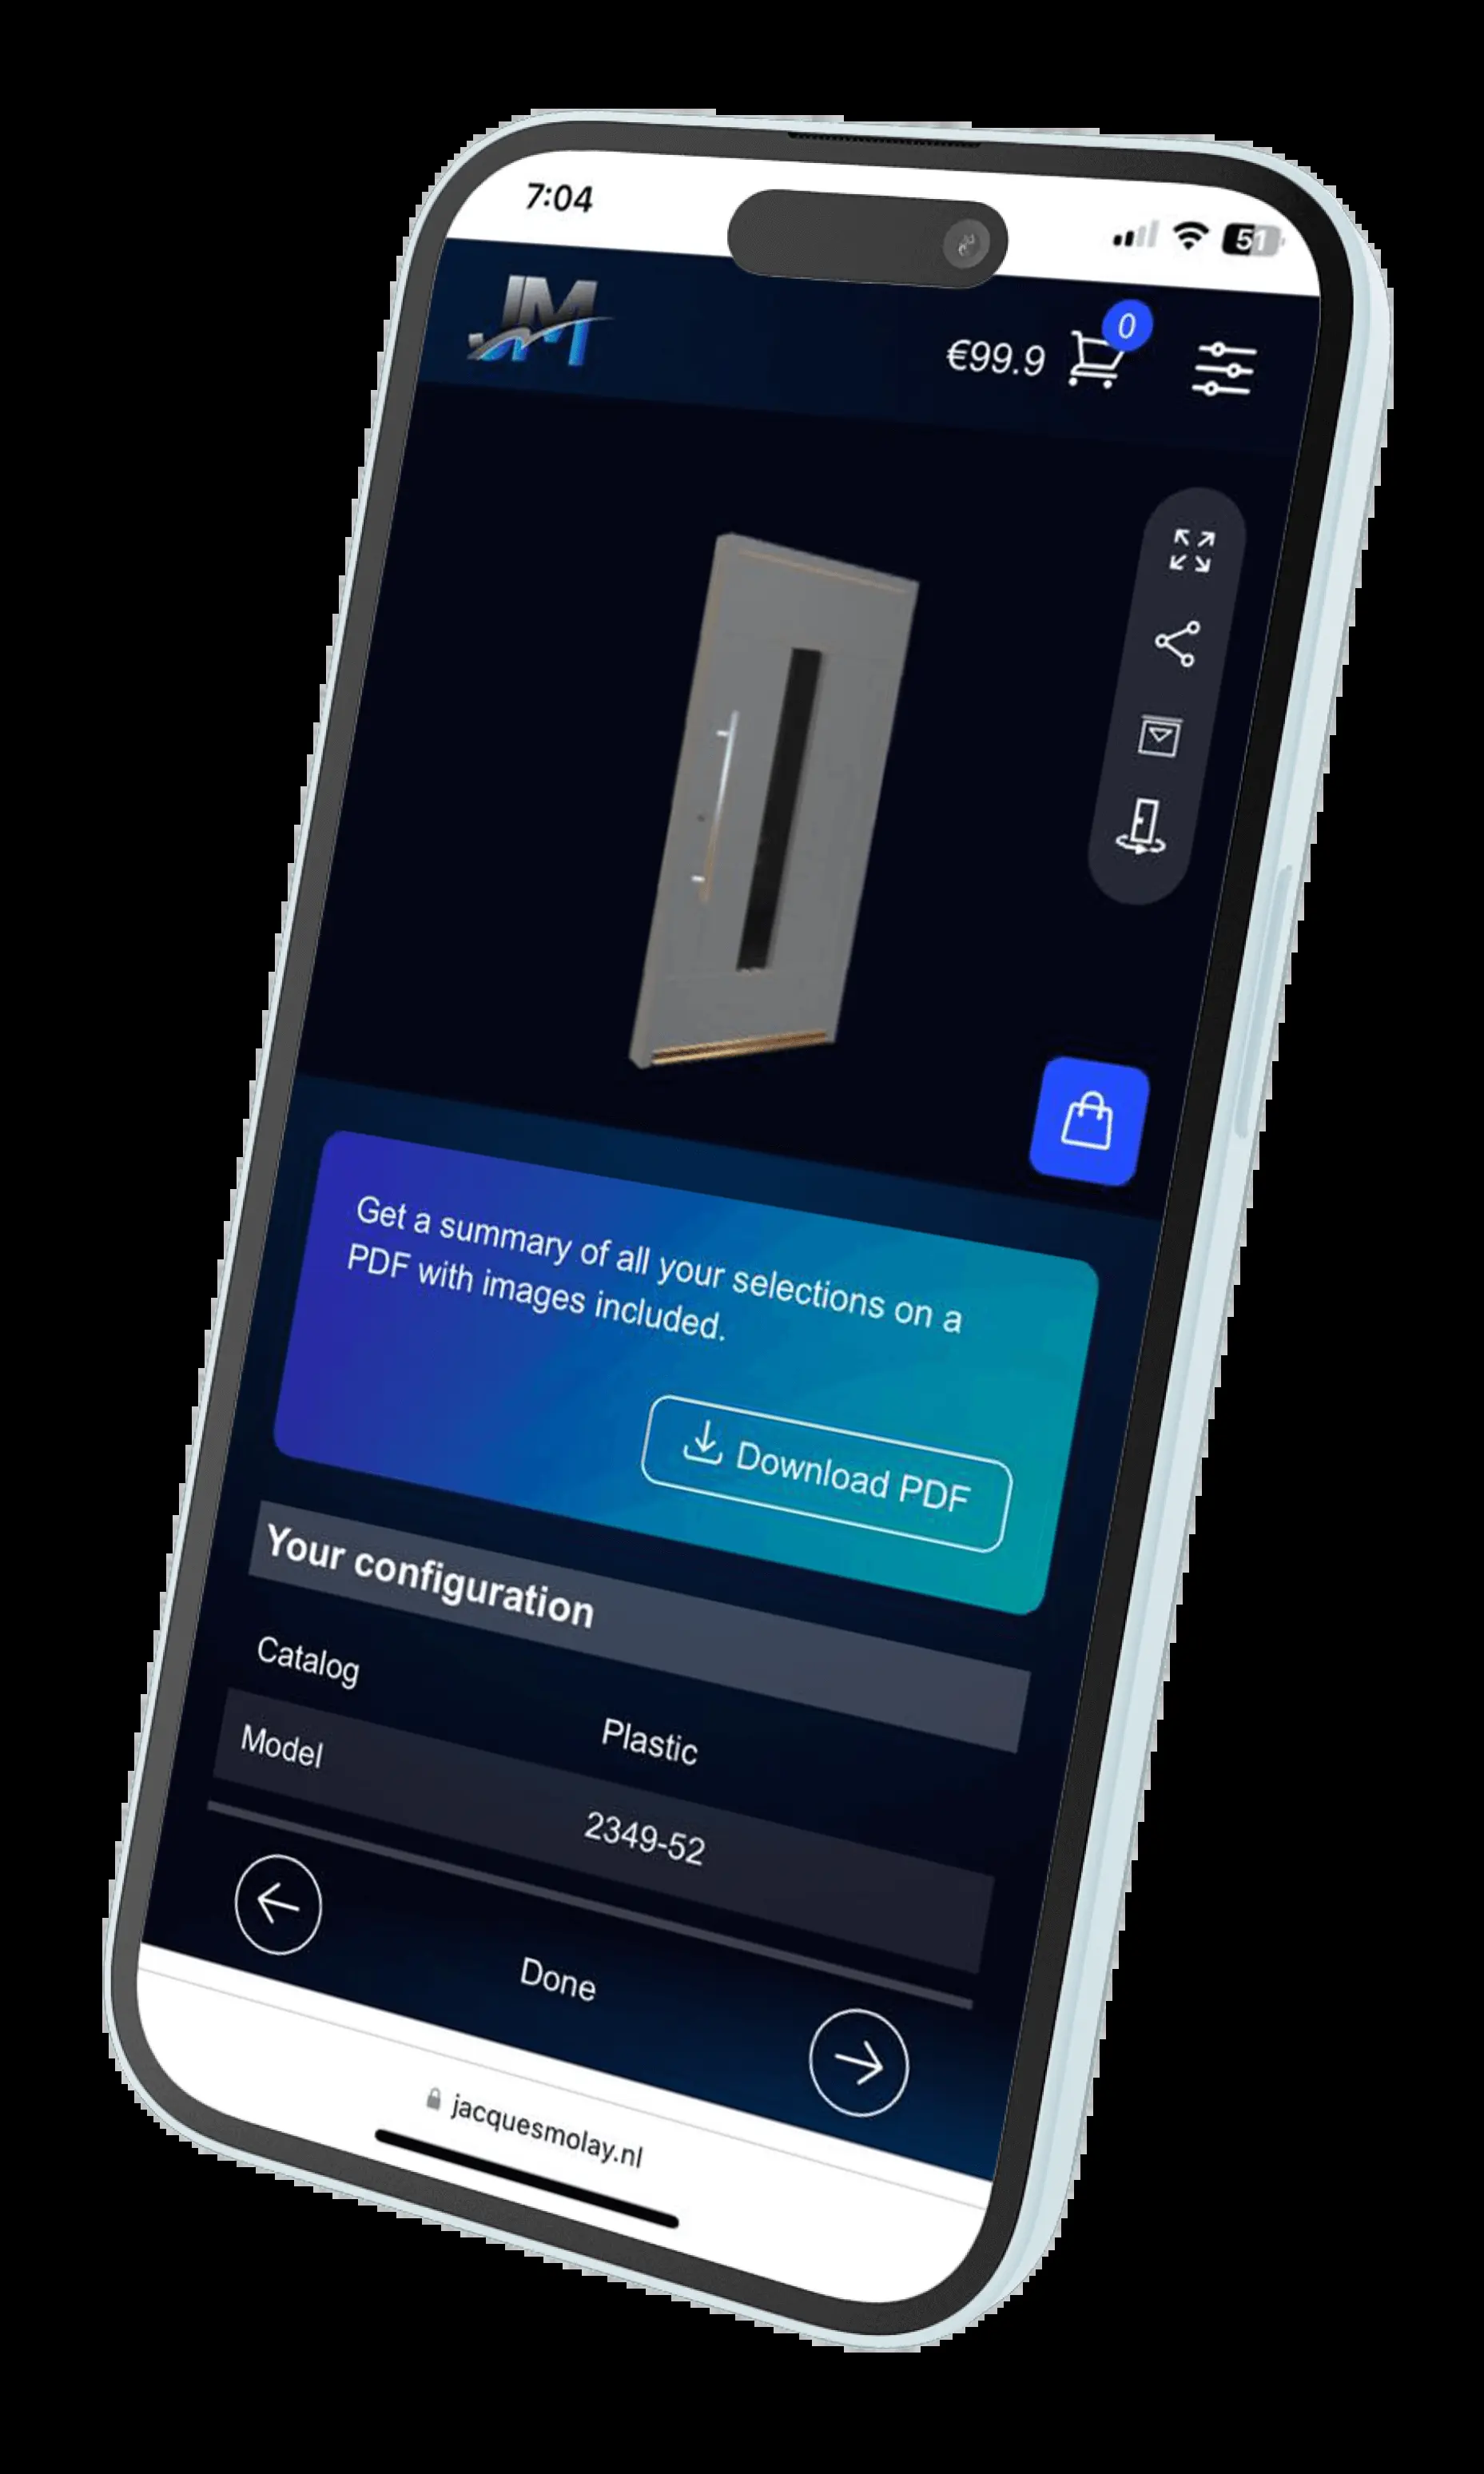 7:04
51
JM
€99.9
0
Get a summary of all your selections on a
PDF with images included.
Download PDF
Your configuration
Catalog
Plastic
Model
2349-52
Done
jacquesmolay.nl